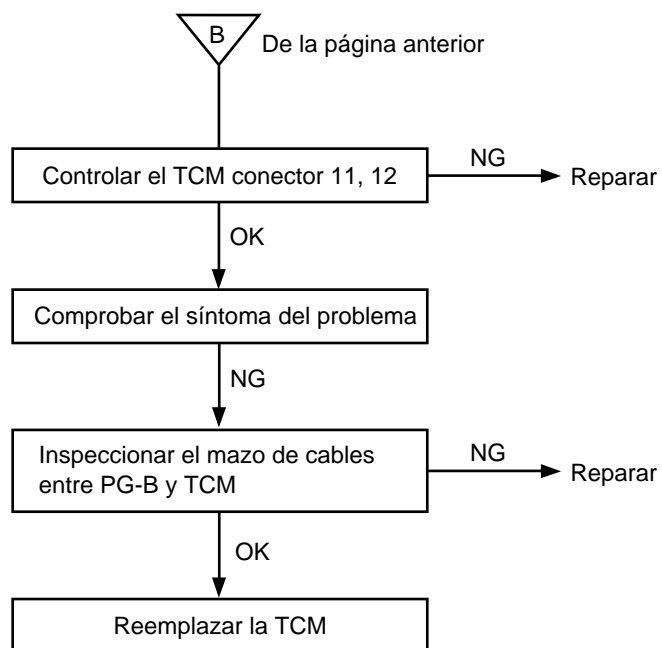 B
De la página anterior
Controlar el TCM conector 11, 12
NG
Reparar
OK
Comprobar el síntoma del problema
NG
Inspeccionar el mazo de cables
entre PG-B y TCM
NG
Reparar
OK
Reemplazar la TCM